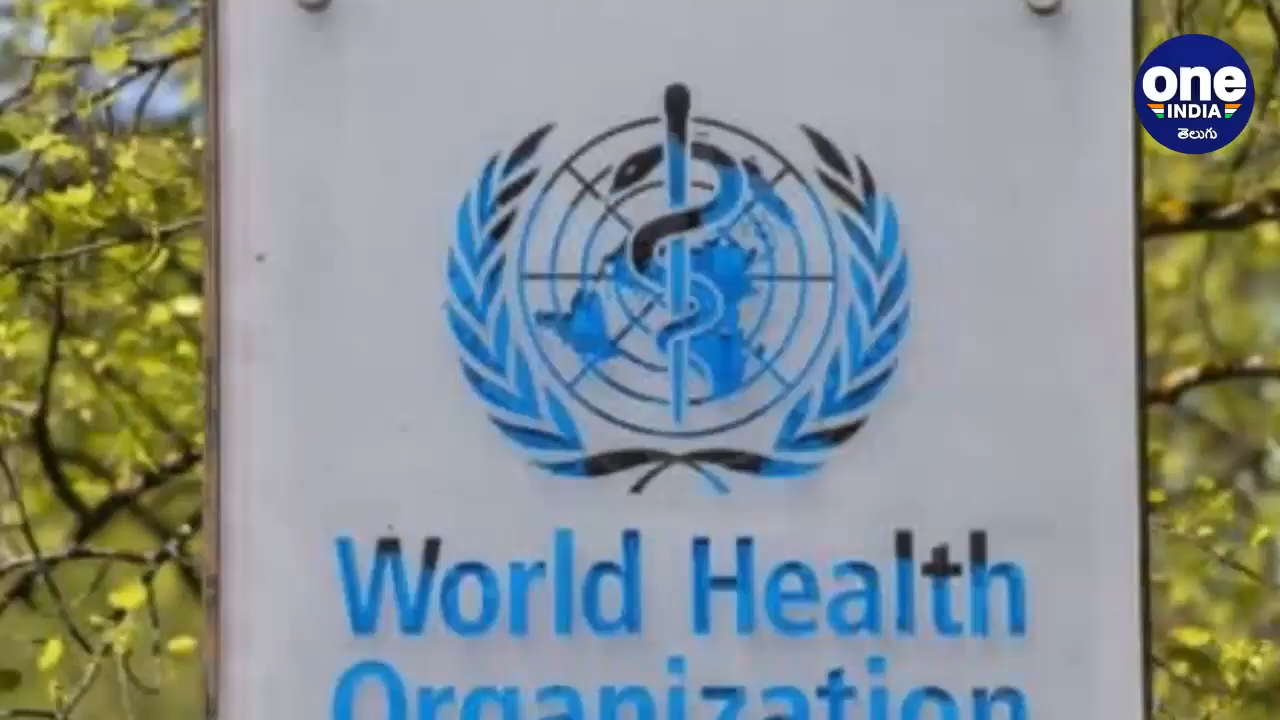 one
INDIA
తెలుగు
World Health
Organization